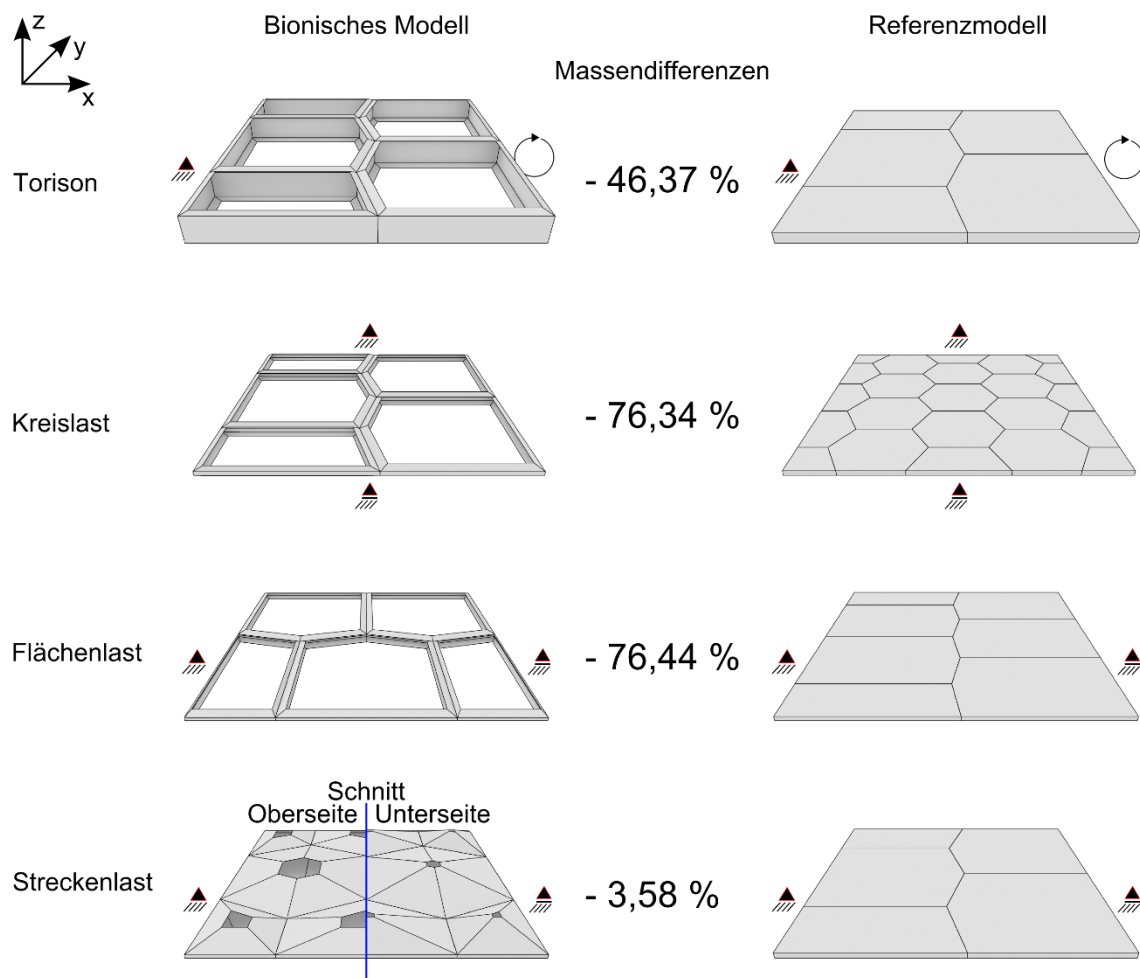 z
y
x
Bionisches Modell
Referenzmodell
Massendifferenzen
Torison
- 46,37 %
Kreislast
- 76,34 %
Flächenlast
- 76,44 %
Schnitt
Oberseite Unterseite
Streckenlast
- 3,58 %